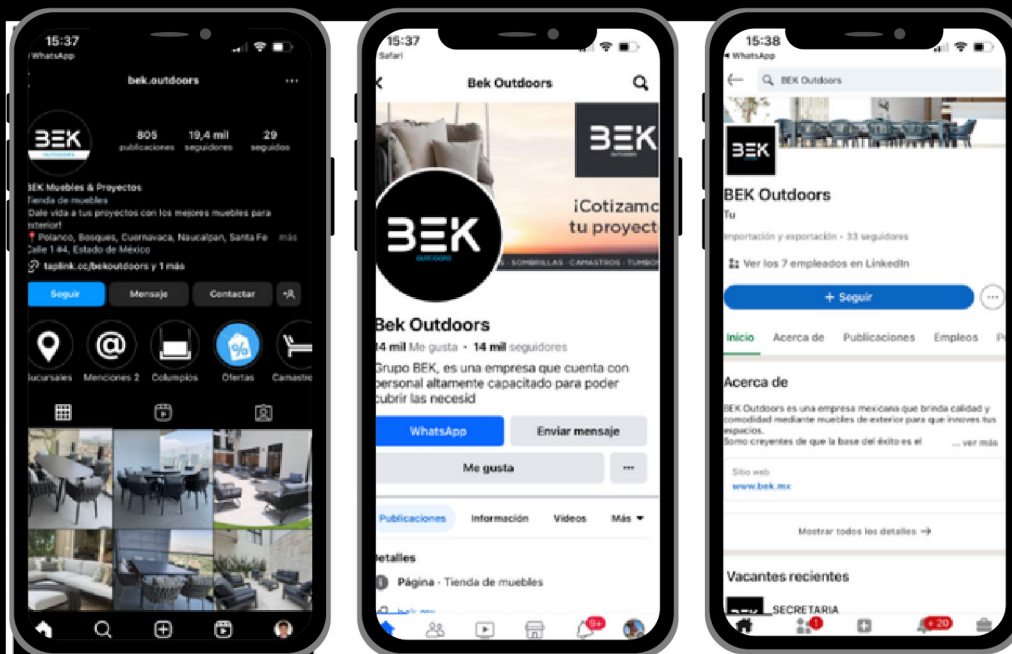 15:37
WhatsApp
bek.outdoors
BEK
OUTDOORS
805 19,4 mil 29
publicaciones seguidores seguidos
BEK Muebles & Proyectos
Tienda de muebles
Dale vida a tus proyectos con los mejores muebles para
exterior!
Polanco, Bosques, Cuernavaca, Naucalpan, Santa Fe más
Calle 1 #4, Estado de México
taplink.cc/bekoutdoors y 1 más
Seguir Mensaje Contactar
Sucursales Menciones 2 Columpios Ofertas Camastro
15:37
Safari
Bek Outdoors
BEK
OUTDOORS
¡Cotizamo
tu proyect
SOMBRILLAS · CAMASTROS · TUMBON
BEK
OUTDOORS
Bek Outdoors
14 mil Me gusta • 14 mil seguidores
Grupo BEK, es una empresa que cuenta con
personal altamente capacitado para poder
cubrir las necesid
WhatsApp Enviar mensaje
Me gusta
Publicaciones Información Videos Más
Detalles
Página · Tienda de muebles
9+
15:38
WhatsApp
BEK Outdoors
BEK
BEK Outdoors
Tu
Importación y exportación • 33 seguidores
Ver los 7 empleados en LinkedIn
+ Seguir
Inicio Acerca de Publicaciones Empleos
Acerca de
BEK Outdoors es una empresa mexicana que brinda calidad y
comodidad mediante muebles de exterior para que innoves tus
espacios.
Somo creyentes de que la base del éxito es el ... ver más
Sitio web
www.bek.mx
Mostrar todos los detalles →
Vacantes recientes
SECRETARIA
1
+20